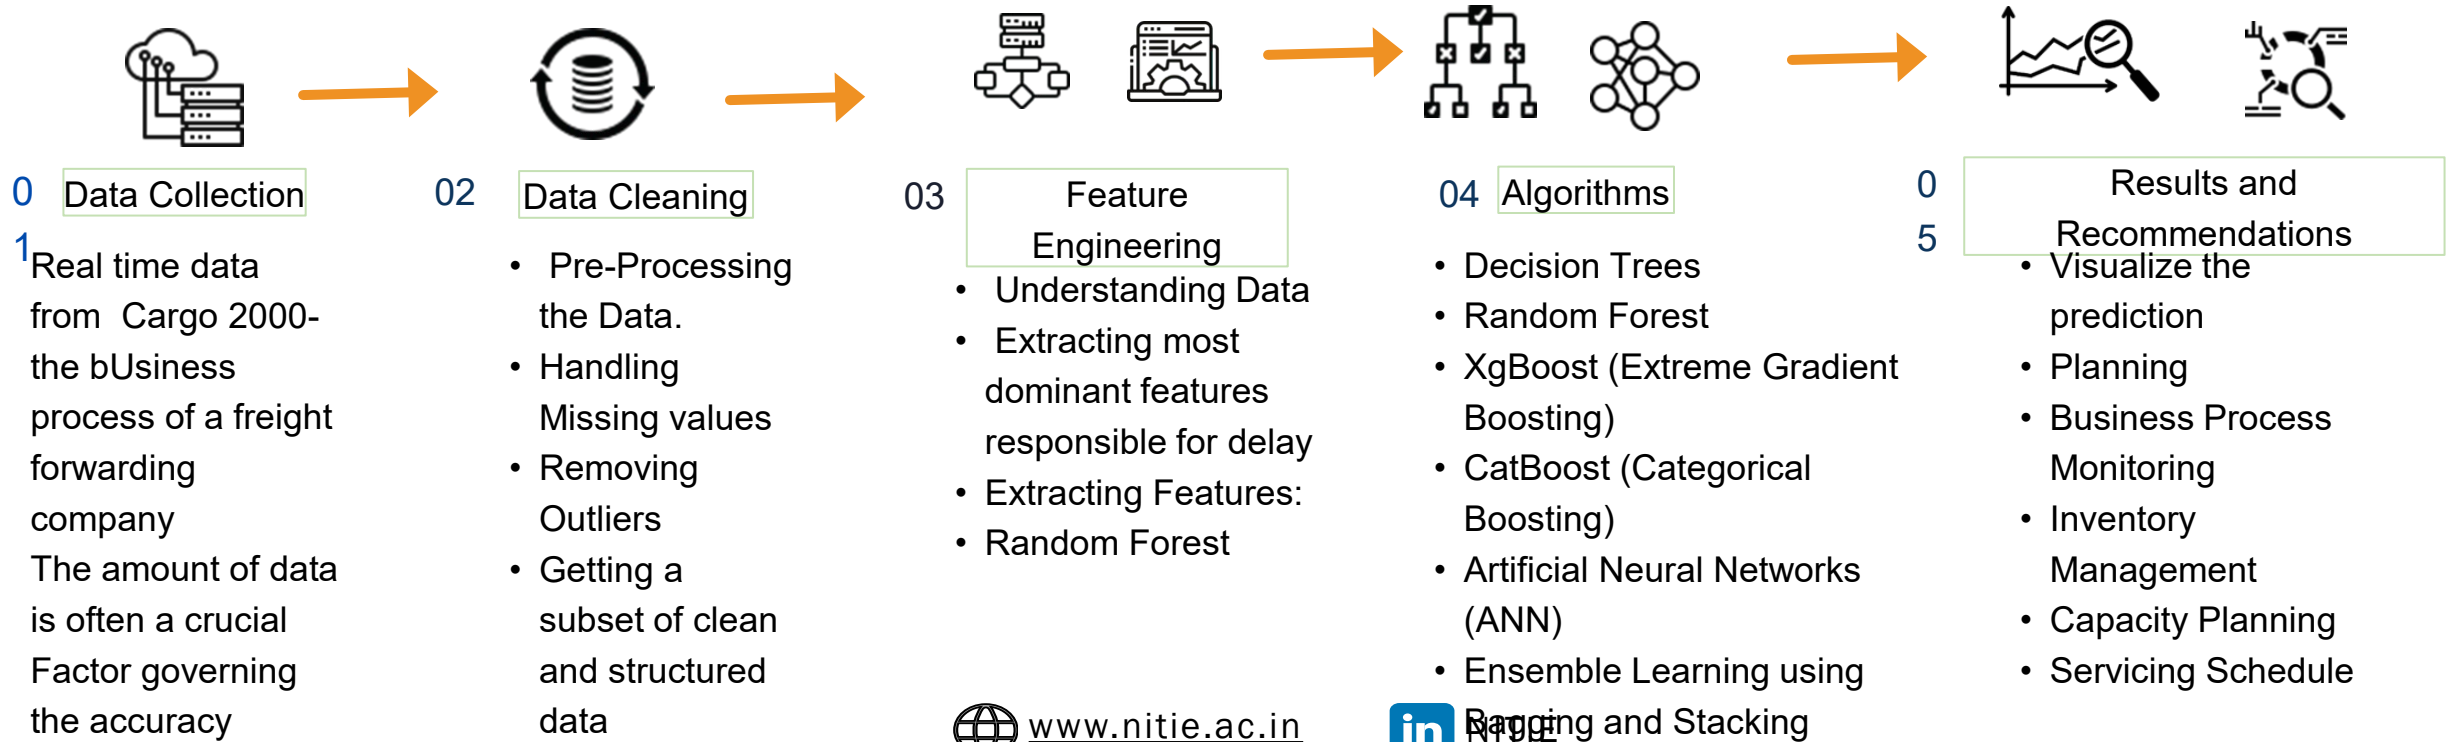 01
Data Collection
Real time data
from Cargo 2000-
the bUsiness
process of a freight
forwarding
company
The amount of data
is often a crucial
Factor governing
the accuracy
02
Data Cleaning
• Pre-Processing
the Data.
• Handling
Missing values
• Removing
Outliers
• Getting a
subset of clean
and structured
data
03
Feature
Engineering
• Understanding Data
• Extracting most
dominant features
responsible for delay
• Extracting Features:
• Random Forest
04
Algorithms
• Decision Trees
• Random Forest
• XgBoost (Extreme Gradient
Boosting)
• CatBoost (Categorical
Boosting)
• Artificial Neural Networks
(ANN)
• Ensemble Learning using
Bagging and Stacking
05
Results and
Recommendations
• Visualize the
prediction
• Planning
• Business Process
Monitoring
• Inventory
Management
• Capacity Planning
• Servicing Schedule
www.nitie.ac.in
in
NITIE